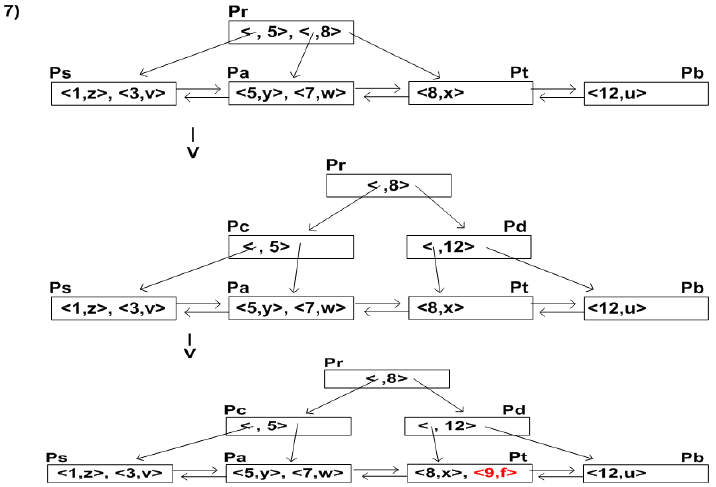 7)
Pr
< , 5>, < ,8>
Ps Pa Pt Pb
<1,z>, <3,v> <5,y>, <7,w> <8,x> <12,u>
Pr
< ,8>
Pc Pd
< , 5> < ,12>
Ps Pa Pt Pb
<1,z>, <3,v> <5,y>, <7,w> <8,x> <12,u>
Pr
< ,8>
Pc Pd
< , 5> < , 12>
Ps Pa Pt Pb
<1,z>, <3,v> <5,y>, <7,w> <8,x>, <9,f> <12,u>